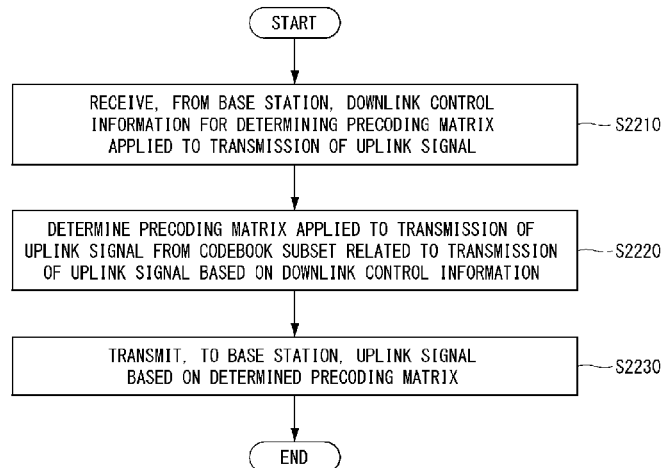 START
RECEIVE, FROM BASE STATION, DOWNLINK CONTROL
INFORMATION FOR DETERMINING PRECODING MATRIX
APPLIED TO TRANSMISSION OF UPLINK SIGNAL
S2210
DETERMINE PRECODING MATRIX APPLIED TO TRANSMISSION OF
UPLINK SIGNAL FROM CODEBOOK SUBSET RELATED TO TRANSMISSION
OF UPLINK SIGNAL BASED ON DOWNLINK CONTROL INFORMATION
S2220
TRANSMIT, TO BASE STATION, UPLINK SIGNAL
BASED ON DETERMINED PRECODING MATRIX
S2230
END